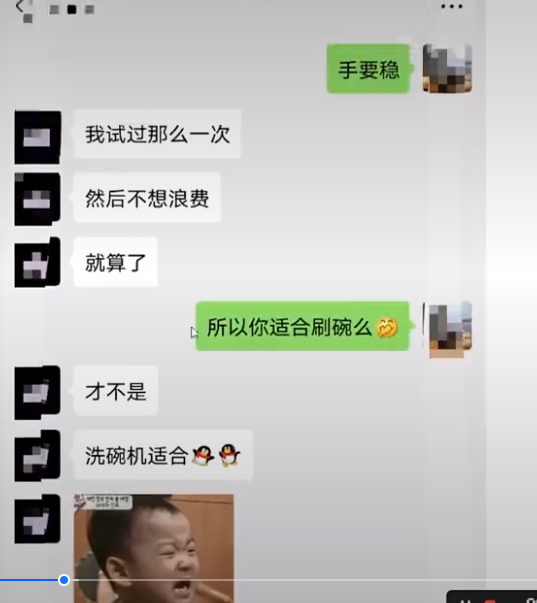 手要稳
我试过那么一次
然后不想浪费
就算了
所以你适合刷碗么
才不是
洗碗机适合